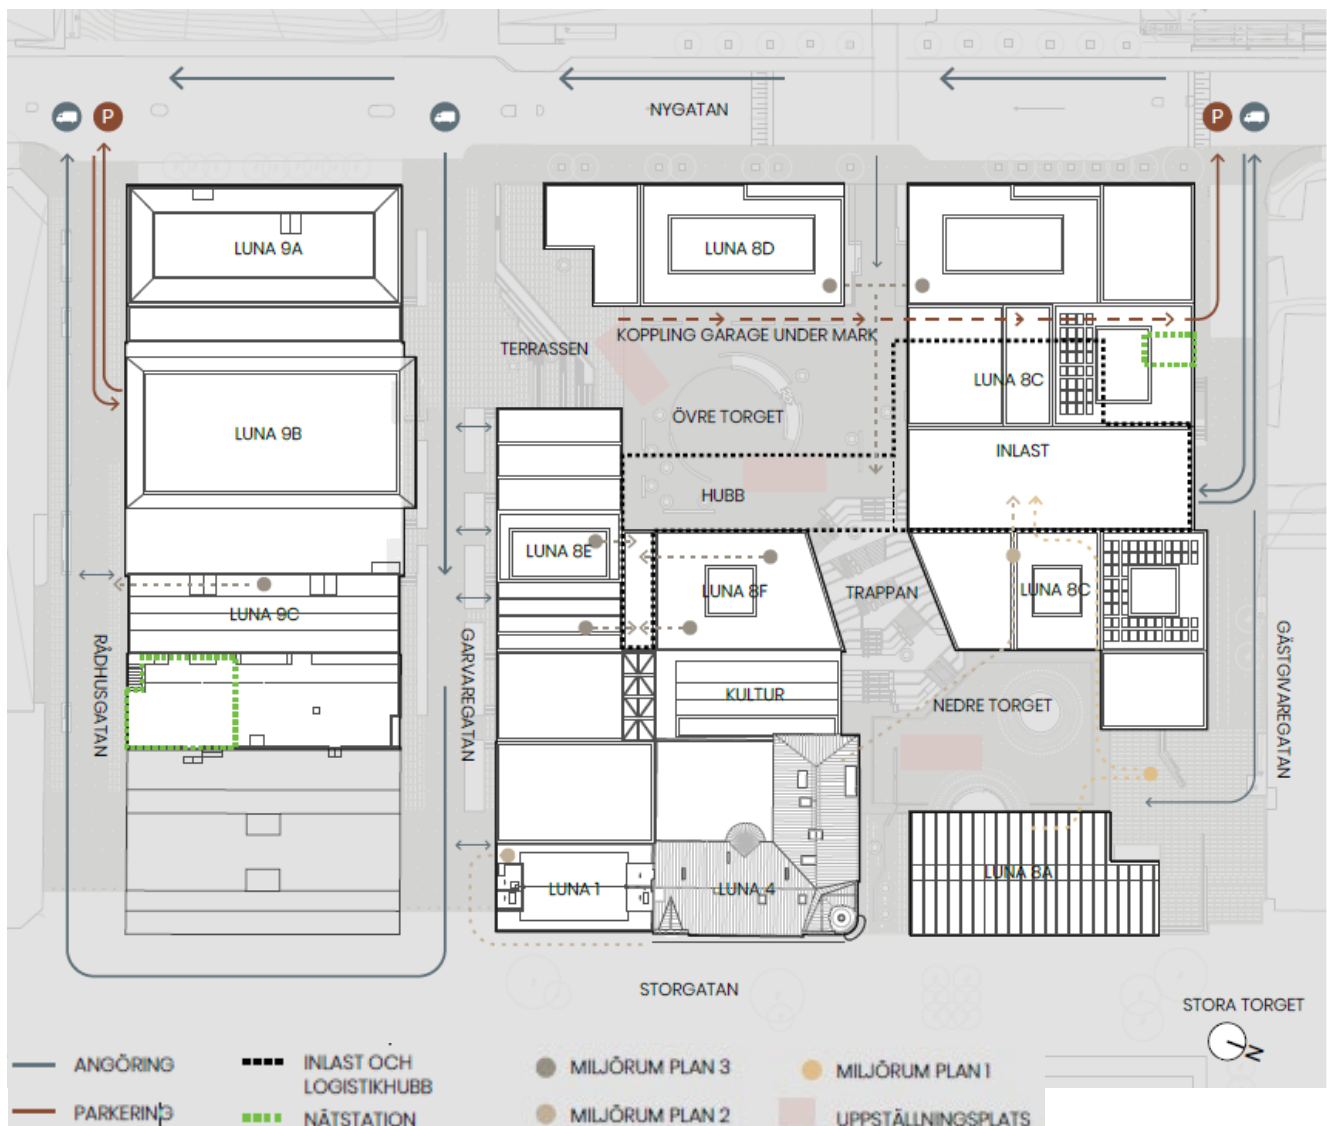 NYGATAN
P
P
LUNA 9A
LUNA 8D
KOPPLING GARAGE UNDER MARK
TERRASSEN
LUNA 8C
ÖVRE TORGET
LUNA 9B
INLAST
HUBB
LUNA 8E
LUNA 8F
TRAPPAN
LUNA 8C
LUNA 9C
RÅDHUSGATAN
GARVAREGATAN
GÄSTGIVAREGATAN
KULTUR
NEDRE TORGET
LUNA 1
LUNA 4
LUNA 8A
STORGATAN
STORA TORGET
N
ANGÖRING
INLAST OCH
LOGISTIKHUBB
MILJÖRUM PLAN 3
MILJÖRUM PLAN 1
PARKERING
NÄTSTATION
MILJÖRUM PLAN 2
UPPSTÄLLNINGSPLATS